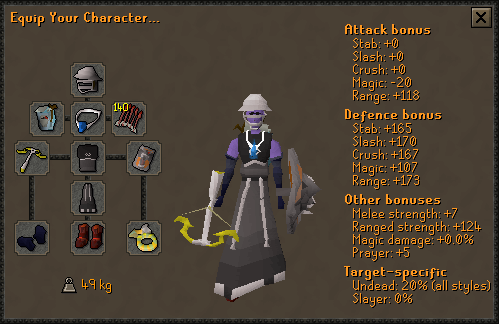 Equip Your Character...
140
49 kg
Attack bonus
Stab: +0
Slash: +0
Crush: +0
Magic: -20
Range: +118
Defence bonus
Stab: +165
Slash: +170
Crush: +167
Magic: +107
Range: +173
Other bonuses
Melee strength: +7
Ranged strength: +124
Magic damage: +0.0%
Prayer: +5
Target-specific
Undead: 20% (all styles)
Slayer: 0%